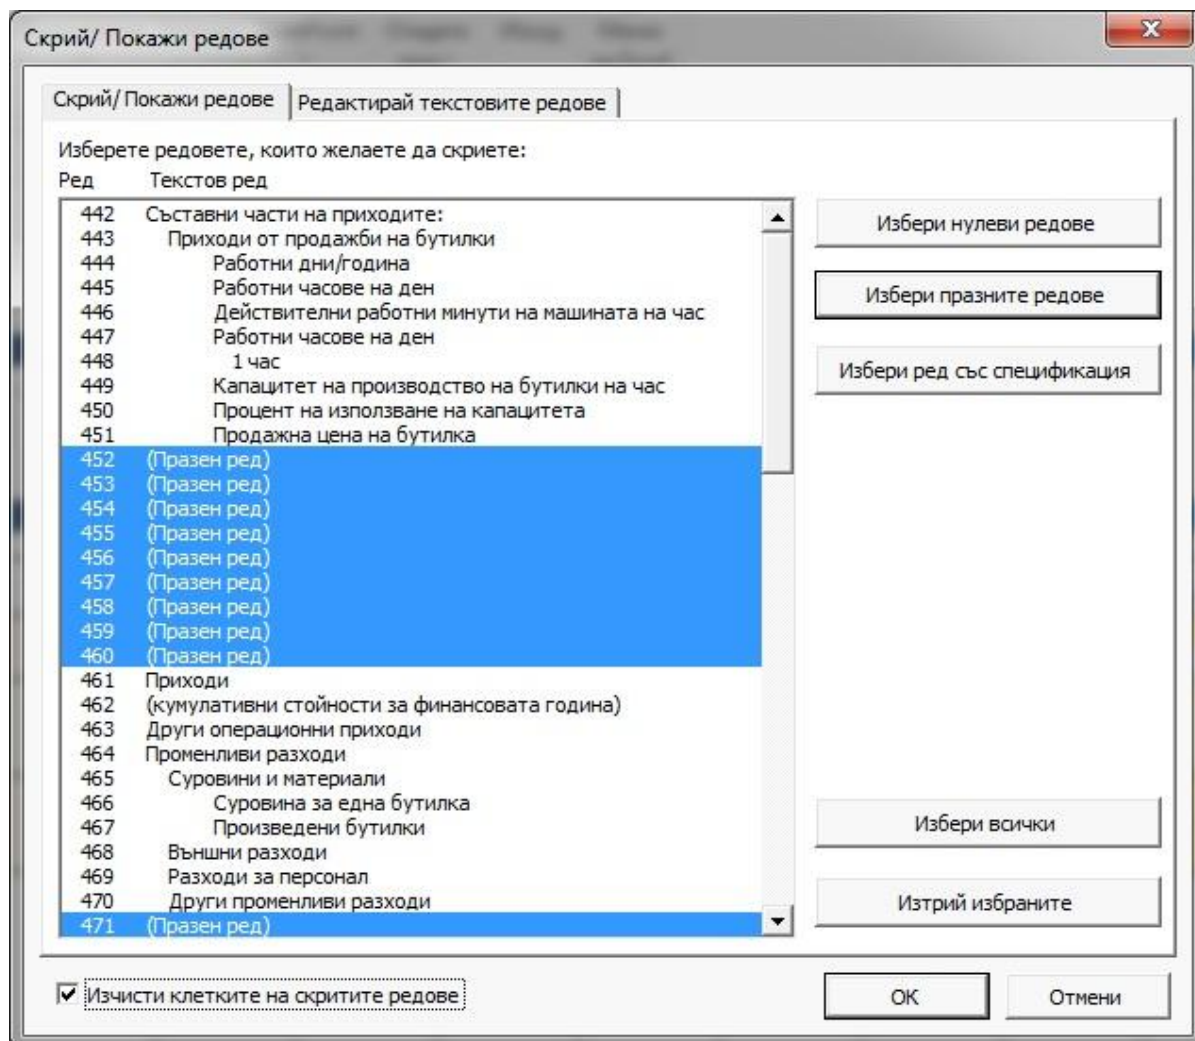 Скрий/ Покажи редове
Скрий/ Покажи редове Редактирай текстовите редове
Изберете редовете, които желаете да скриете:
Ред Текстов ред
442 Съставни части на приходите:
443 Приходи от продажби на бутилки
444 Работни дни/година
445 Работни часове на ден
446 Действителни работни минути на машината на час
447 Работни часове на ден
448 1 час
449 Капацитет на производство на бутилки на час
450 Процент на използване на капацитета
451 Продажна цена на бутилка
452 (Празен ред)
453 (Празен ред)
454 (Празен ред)
455 (Празен ред)
456 (Празен ред)
457 (Празен ред)
458 (Празен ред)
459 (Празен ред)
460 (Празен ред)
461 Приходи
462 (кумулативни стойности за финансовата година)
463 Други операционни приходи
464 Променливи разходи
465 Суровини и материали
466 Суровина за една бутилка
467 Произведени бутилки
468 Външни разходи
469 Разходи за персонал
470 Други променливи разходи
471 (Празен ред)
Избери нулеви редове
Избери празните редове
Избери ред със спецификация
Избери всички
Изтрий избраните
Изчисти клетките на скритите редове
OK Отмени